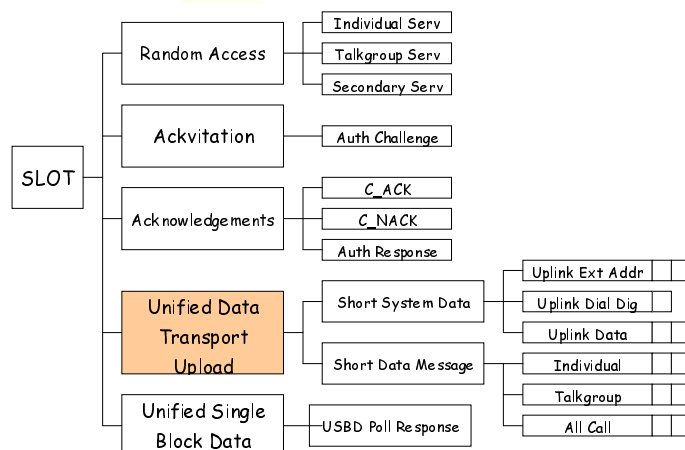 SLOT
Random Access
Individual Serv
Talkgroup Serv
Secondary Serv
Ackvitation
Auth Challenge
Acknowledgements
C_ACK
C_NACK
Auth Response
Unified Data
Transport
Upload
Short System Data
Uplink Ext Addr
Uplink Dial Dig
Uplink Data
Short Data Message
Individual
Talkgroup
All Call
Unified Single
Block Data
USBD Poll Response